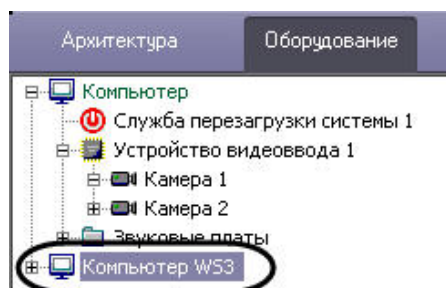 Архитектура Оборудование
Компьютер
Служба перезагрузки системы 1
Устройство видеоввода 1
Камера 1
Камера 2
Звуковые платы
Компьютер WS3